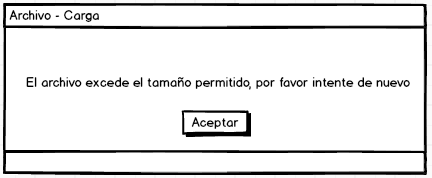 Archivo - Carga
El archivo excede el tamaño permitido, por favor intente de nuevo
Aceptar